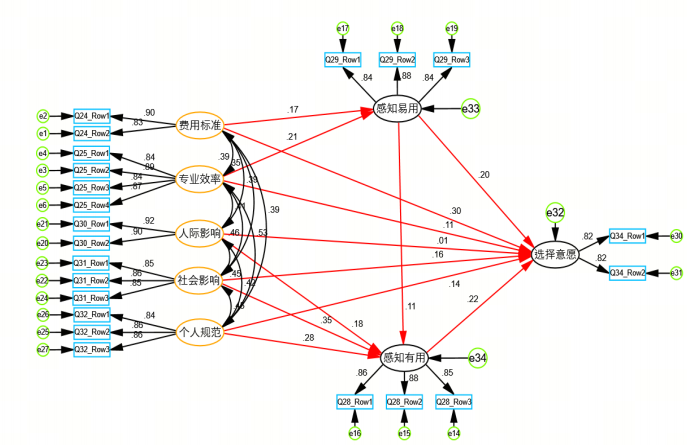 e17
e18
e19
Q29_Row1
Q29_Row2
Q29_Row3
.84
.88
.84
感知易用
e33
e2
Q24_Row1
.90
e1
Q24_Row2
.83
费用标准
.17
.21
e4
Q25_Row1
.84
e3
Q25_Row2
e5
Q25_Row3
.84
e6
Q25_Row4
.87
专业效率
.39
.35
.39
.39
.20
.30
.11
e21
Q30_Row1
.92
e20
Q30_Row2
.90
人际影响
.46
.53
.01
e32
选择意愿
.82
Q34_Row1
e30
.82
Q34_Row2
e31
e23
Q31_Row1
.85
e22
Q31_Row2
.86
e24
Q31_Row3
.85
社会影响
.45
.16
.14
e26
Q32_Row1
.84
e25
Q32_Row2
.86
e27
Q32_Row3
.86
个人规范
.35
.18
.28
.11
.22
感知有用
e34
.86
.88
.85
Q28_Row1
Q28_Row2
Q28_Row3
e16
e15
e14